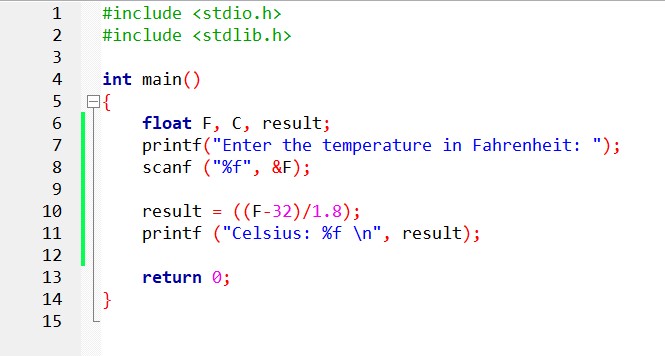 1 #include <stdio.h>
2 #include <stdlib.h>
3
4 int main()
5 {
6     float F, C, result;
7     printf("Enter the temperature in Fahrenheit: ");
8     scanf ("%f", &F);
9
10     result = ((F-32)/1.8);
11     printf ("Celsius: %f \n", result);
12
13     return 0;
14 }
15